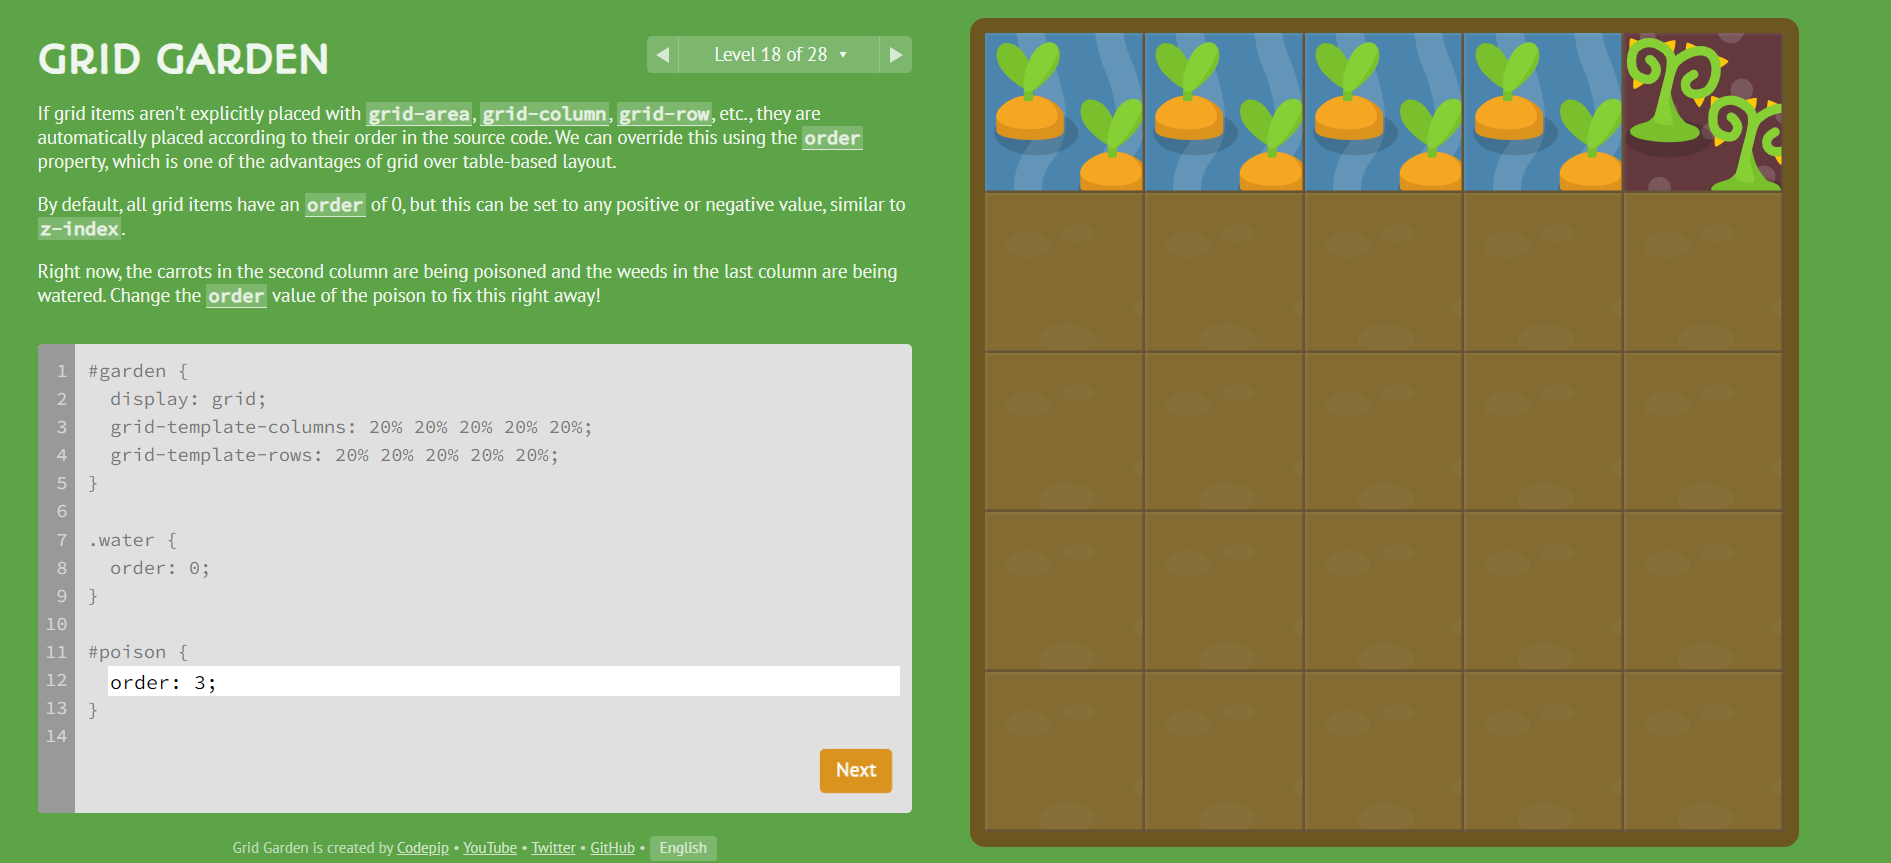 GRID GARDEN
◀ Level 18 of 28 ▼ ▶
If grid items aren't explicitly placed with grid-area, grid-column, grid-row, etc., they are
automatically placed according to their order in the source code. We can override this using the order
property, which is one of the advantages of grid over table-based layout.
By default, all grid items have an order of 0, but this can be set to any positive or negative value, similar to
z-index.
Right now, the carrots in the second column are being poisoned and the weeds in the last column are being
watered. Change the order value of the poison to fix this right away!
1 #garden {
2 display: grid;
3 grid-template-columns: 20% 20% 20% 20% 20%;
4 grid-template-rows: 20% 20% 20% 20% 20%;
5 }
6
7 .water {
8 order: 0;
9 }
10
11 #poison {
12 order: 3;
13 }
14
Next
Grid Garden is created by Codepip • YouTube • Twitter • GitHub • English